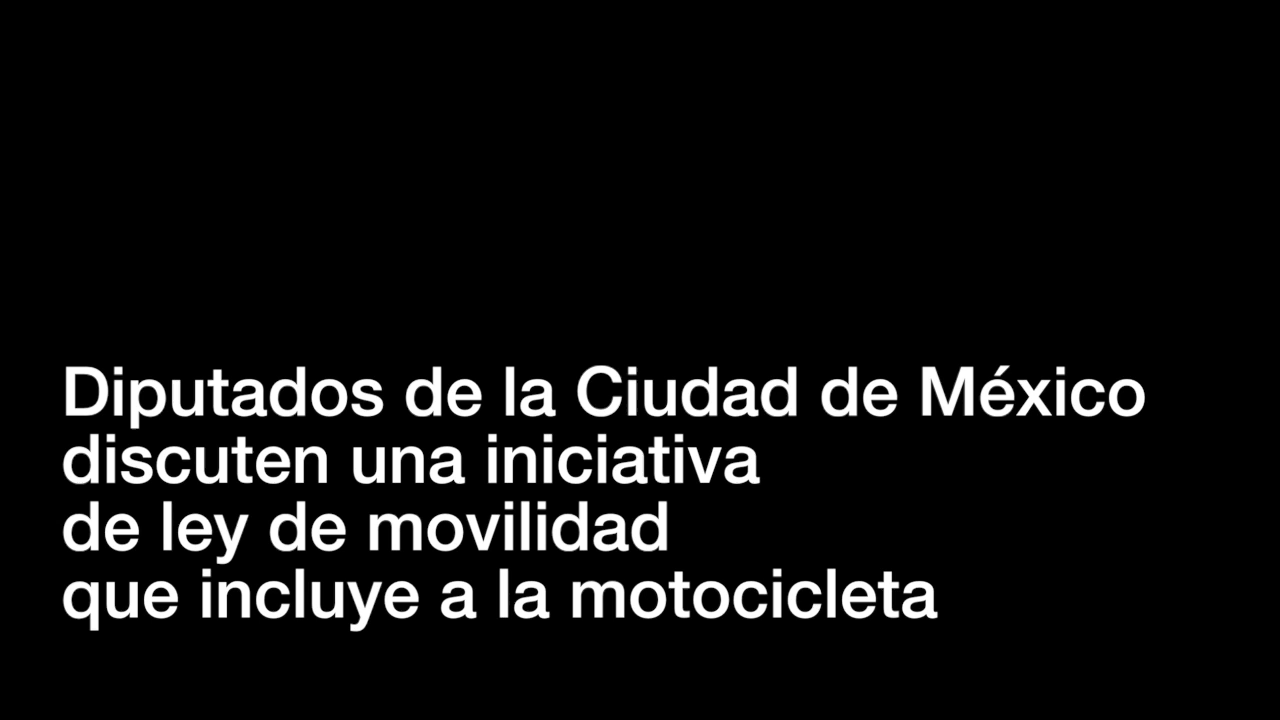 Diputados de la Ciudad de México
discuten una iniciativa
de ley de movilidad
que incluye a la motocicleta